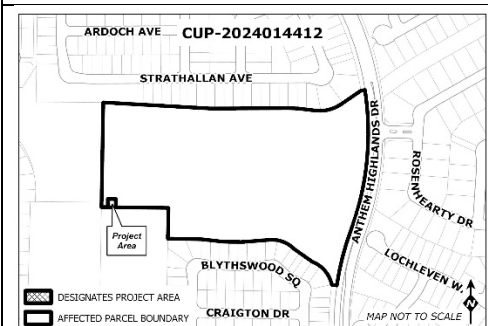 ARDOCH AVE
CUP-2024014412
STRATHALLAN AVE
ANTHEM HIGHLANDS DR
ROSENHEARTY DR
Project
Area
LOCHLEVEN W.
BLYTHSWOOD SQ
DESIGNATES PROJECT AREA
CRAIGTON DR
N
AFFECTED PARCEL BOUNDARY
MAP NOT TO SCALE